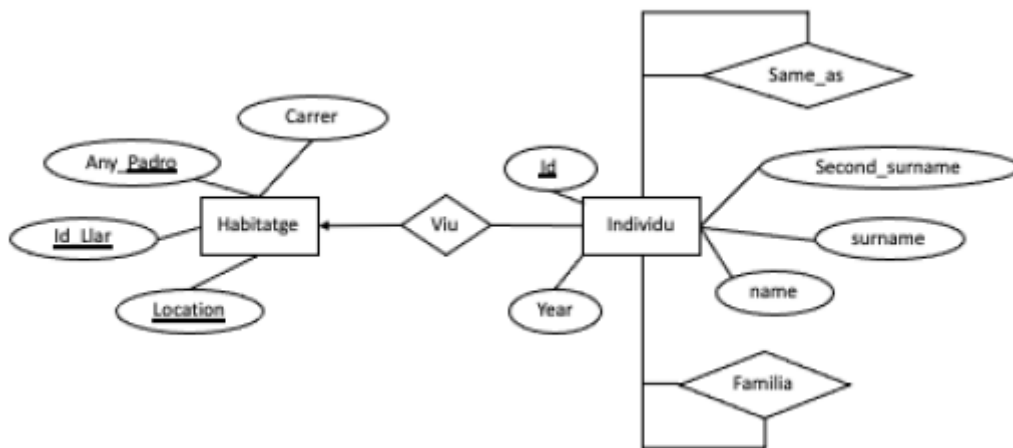 Same_as
Carrer
Any_Padro
Id
Second_surname
Id_Llar
Habitatge
Viu
Individu
surname
Location
Year
name
Familia